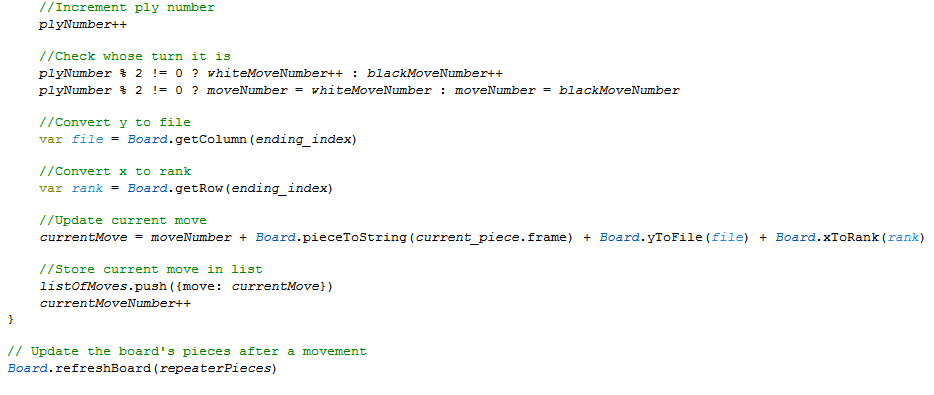 //Increment ply number
plyNumber++
//Check whose turn it is
plyNumber % 2 != 0 ? whiteMoveNumber++ : blackMoveNumber++
plyNumber % 2 != 0 ? moveNumber = whiteMoveNumber : moveNumber = blackMoveNumber
//Convert y to file
var file = Board.getColumn(ending_index)
//Convert x to rank
var rank = Board.getRow(ending_index)
//Update current move
currentMove = moveNumber + Board.pieceToString(current_piece.frame) + Board.yToFile(file) + Board.xToRank(rank)
//Store current move in list
listOfMoves.push({move: currentMove})
currentMoveNumber++
}
// Update the board's pieces after a movement
Board.refreshBoard(repeaterPieces)